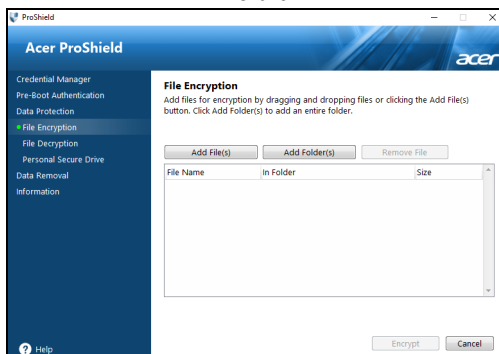 ProShield
Acer ProShield
acer
Credential Manager
Pre-Boot Authentication
Data Protection
File Encryption
File Decryption
Personal Secure Drive
Data Removal
Information
Help
File Encryption
Add files for encryption by dragging and dropping files or clicking the Add File(s)
button. Click Add Folder(s) to add an entire folder.
Add File(s) Add Folder(s) Remove File
File Name In Folder Size
Encrypt Cancel